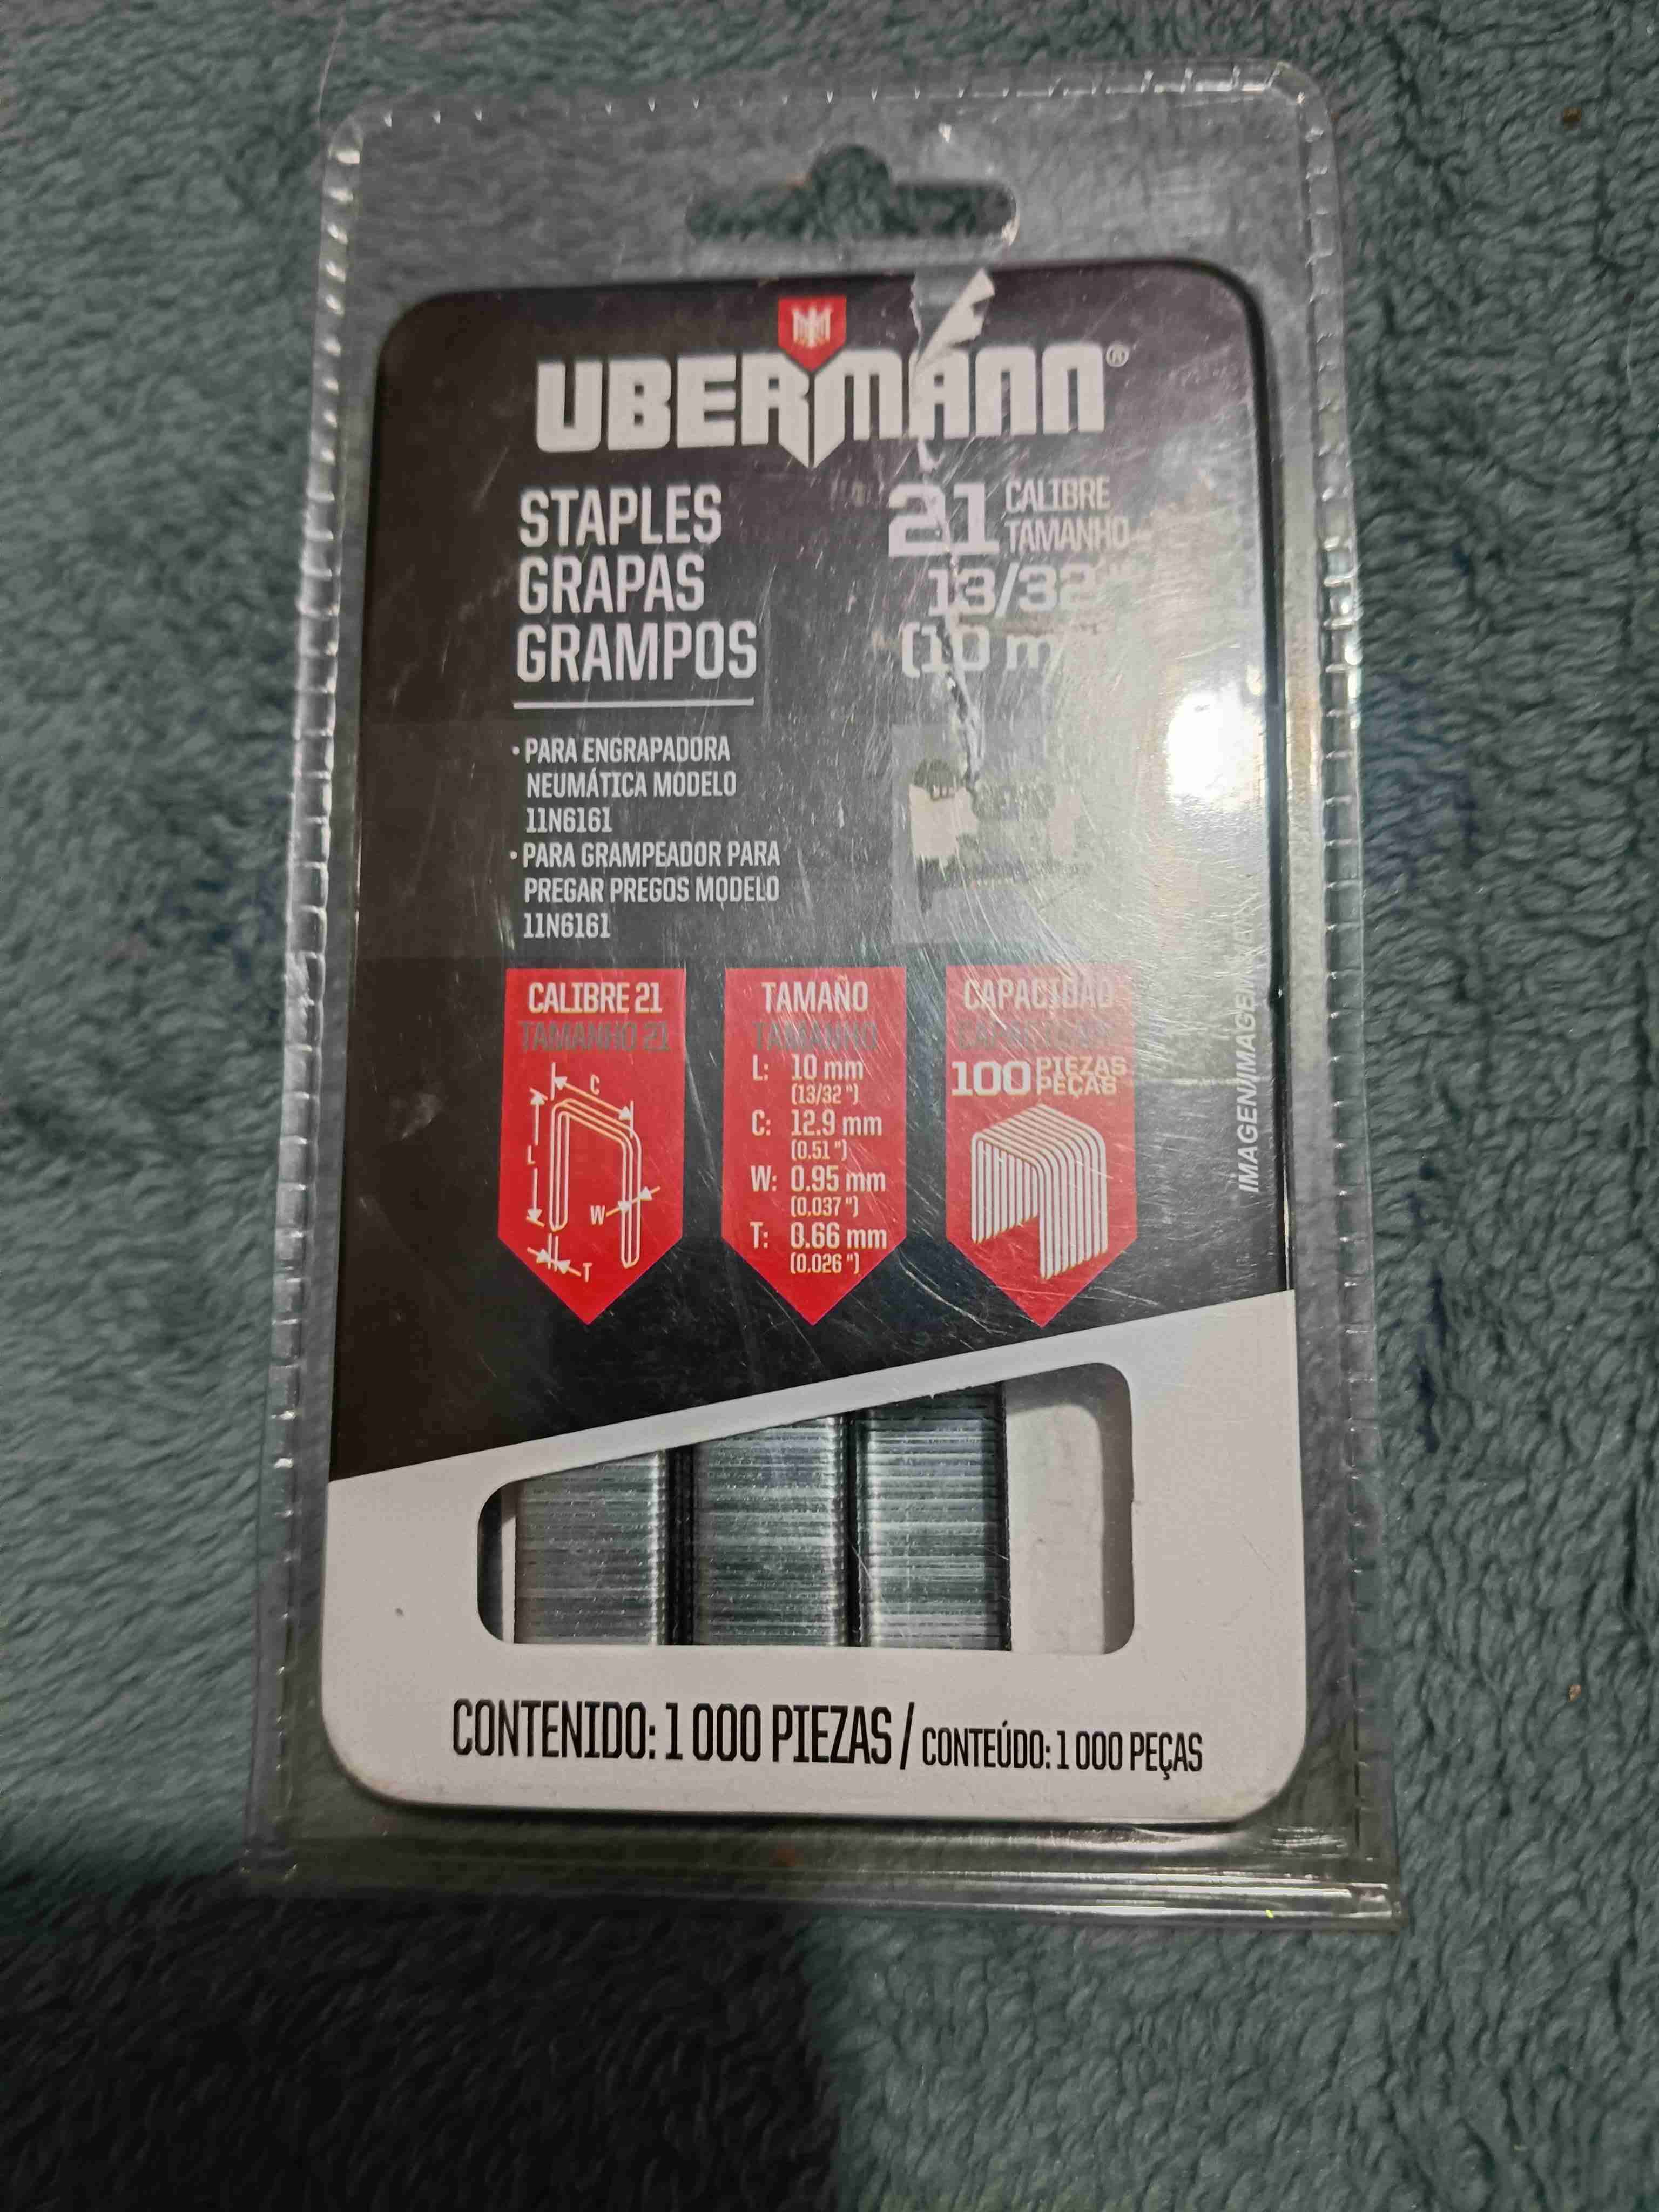 UBERMANN®
STAPLES
GRAPAS
GRAMPOS
21 CALIBRE
TAMANHO
13/32"
(10 m
• PARA ENGRAPADORA
NEUMÁTICA MODELO
11N6161
• PARA GRAMPEADOR PARA
PREGAR PREGOS MODELO
11N6161
CALIBRE 21
TAMANHO 21
C
L
W
T
TAMAÑO
TAMANHO
L: 10 mm
(13/32 ")
C: 12.9 mm
(0.51 ")
W: 0.95 mm
(0.037 ")
T: 0.66 mm
(0.026 ")
CAPACIDAD
100 PIEZAS
PEÇAS
IMAGEN/IMAGEM
CONTENIDO: 1 000 PIEZAS / CONTEÚDO: 1 000 PEÇAS